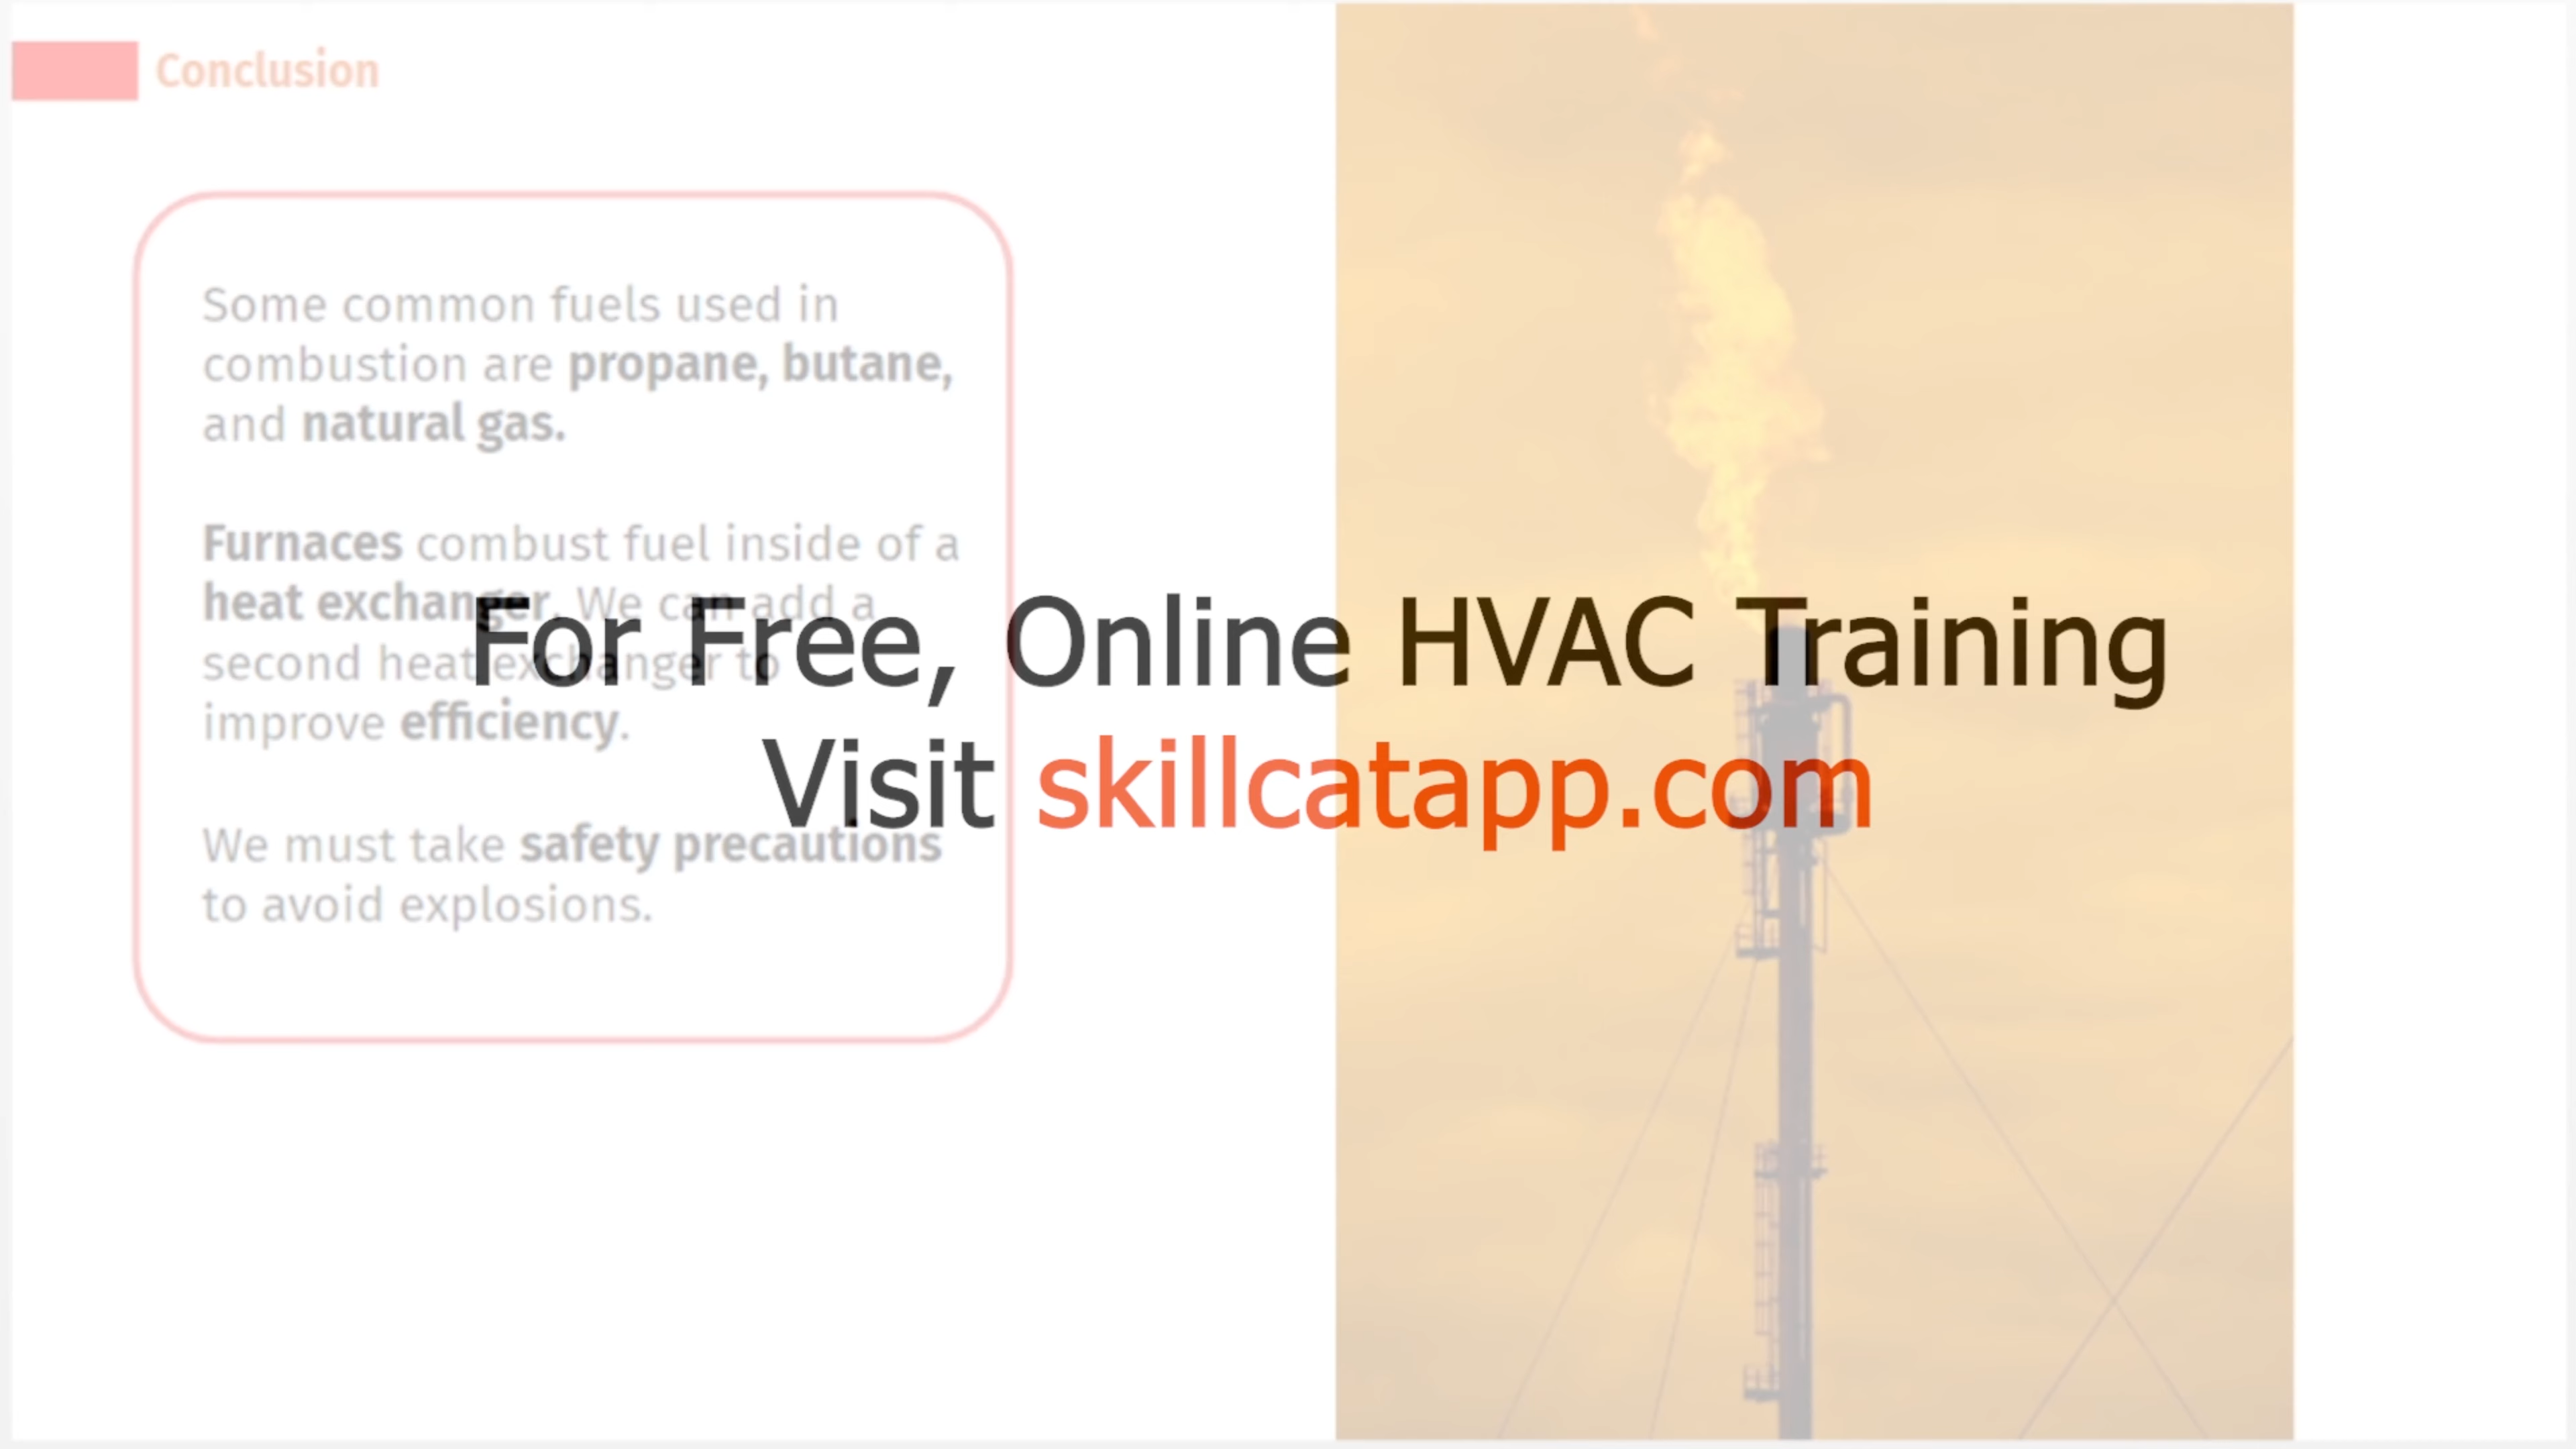 Conclusion
Some common fuels used in
combustion are propane, butane,
and natural gas.
Furnaces combust fuel inside of a
heat exchanger. We can add a
second heat exchanger to
improve efficiency.
We must take safety precautions
to avoid explosions.
For Free, Online HVAC Training
Visit skillcatapp.com